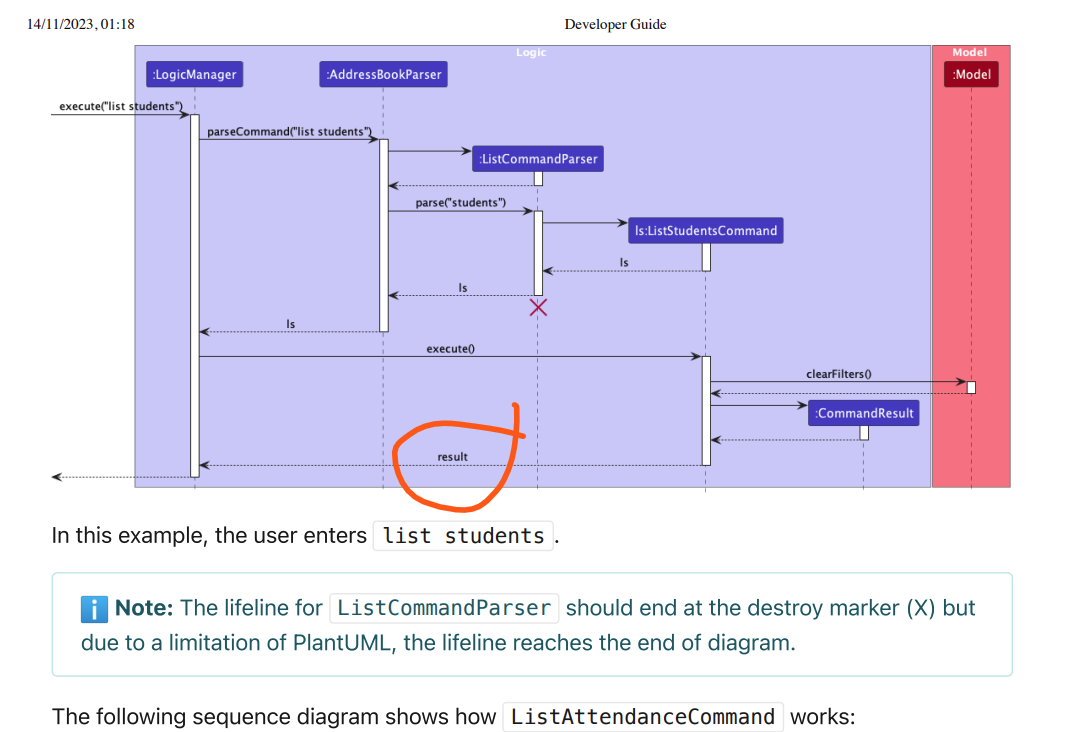 14/11/2023, 01:18 Developer Guide
Logic Model
:LogicManager :AddressBookParser :Model
execute("list students")
parseCommand("list students")
:ListCommandParser
parse("students")
ls:ListStudentsCommand
ls
ls
ls
execute()
clearFilters()
:CommandResult
result
In this example, the user enters list students .
i Note: The lifeline for ListCommandParser should end at the destroy marker (X) but
due to a limitation of PlantUML, the lifeline reaches the end of diagram.
The following sequence diagram shows how ListAttendanceCommand works: